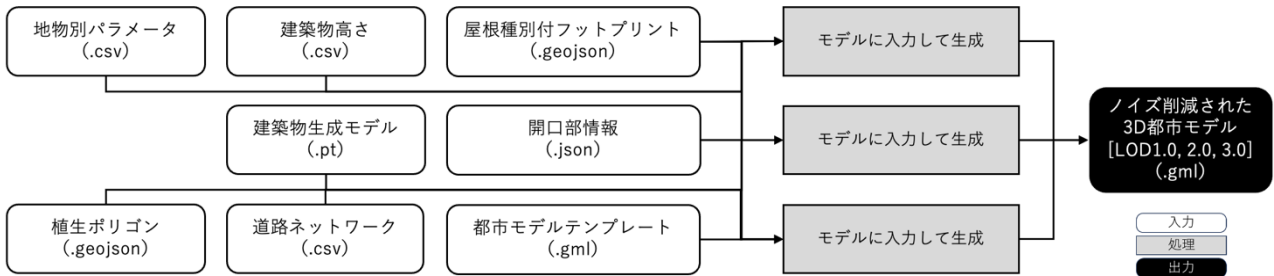 地物別パラメータ
(.csv)
建築物高さ
(.csv)
屋根種別付フットプリント
(.geojson)
モデルに入力して生成
建築物生成モデル
(.pt)
開口部情報
(.json)
モデルに入力して生成
ノイズ削減された
3D都市モデル
[LOD1.0, 2.0, 3.0]
(.gml)
植生ポリゴン
(.geojson)
道路ネットワーク
(.csv)
都市モデルテンプレート
(.gml)
モデルに入力して生成
入力
処理
出力